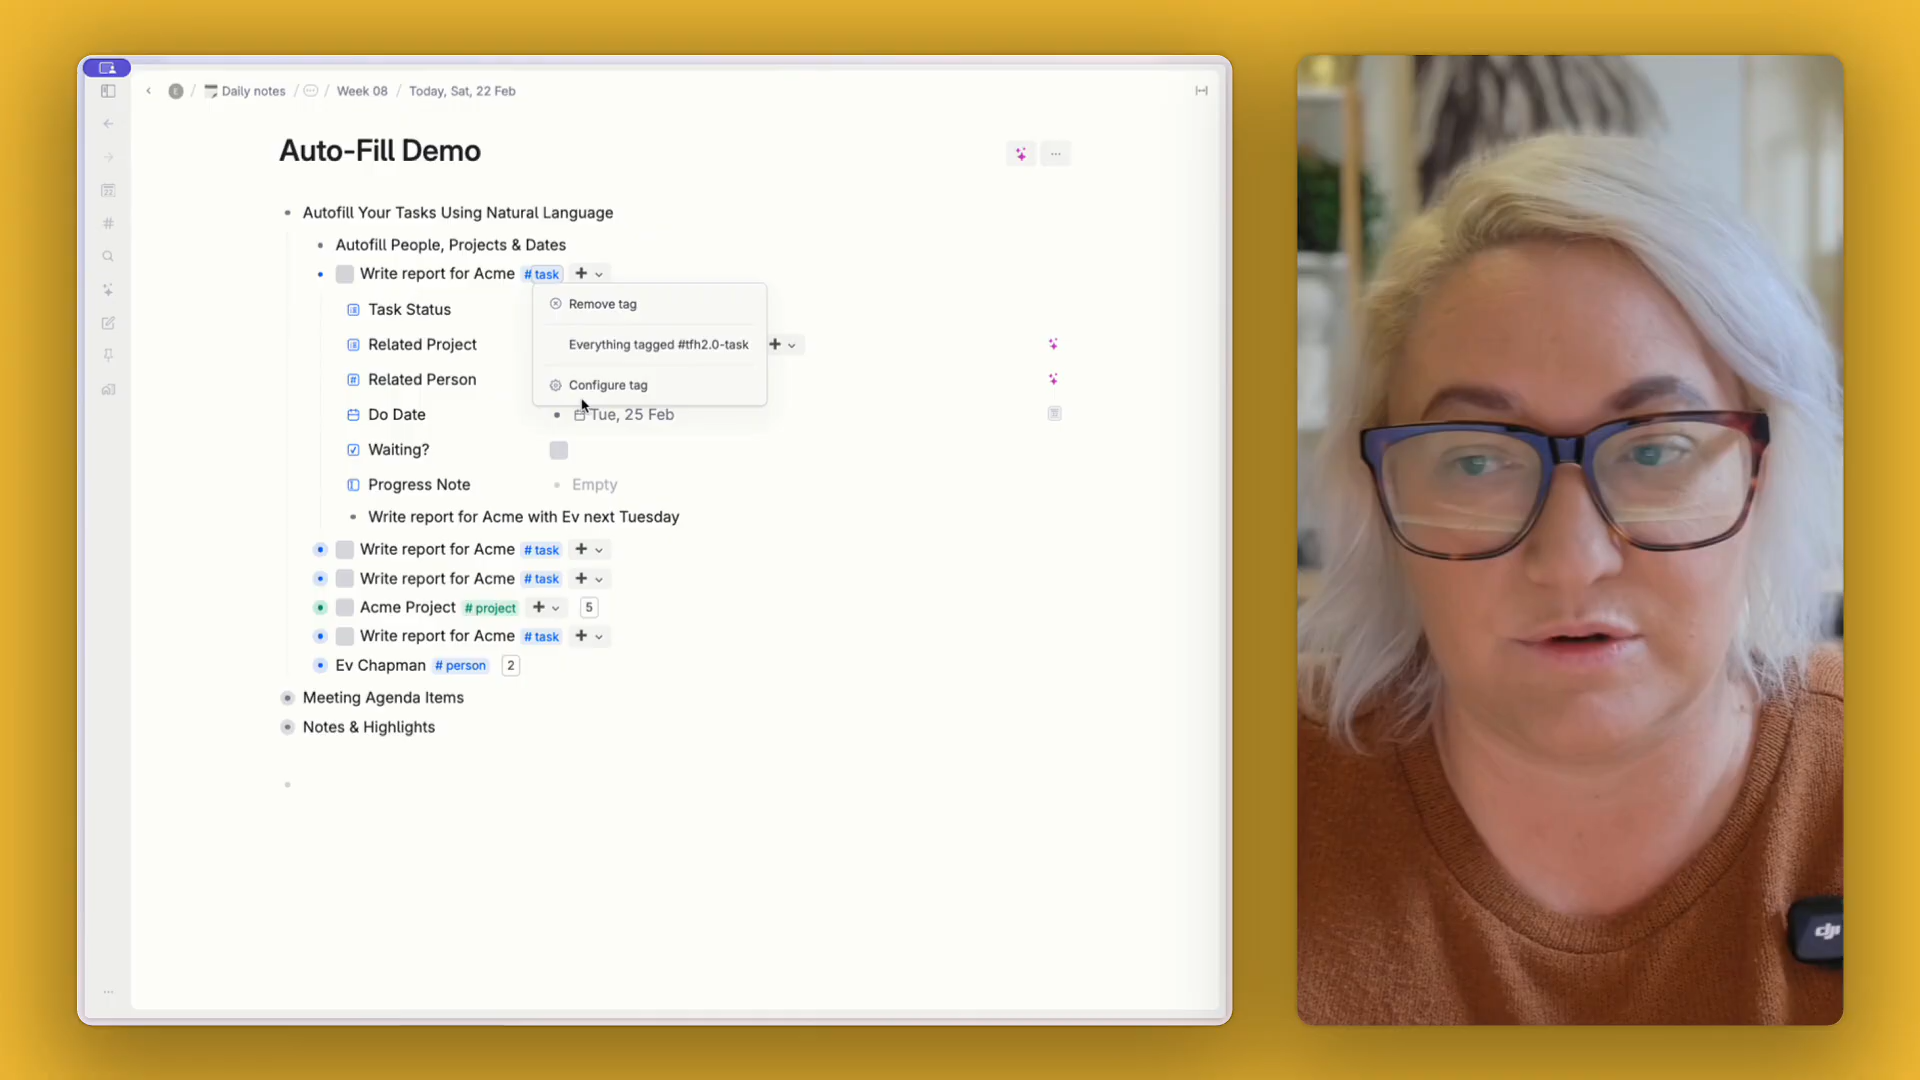 Daily notes / / Week 08 / Today, Sat, 22 Feb
Auto-Fill Demo
Autofill Your Tasks Using Natural Language
Autofill People, Projects & Dates
Write report for Acme # task
Remove tag
Task Status
Everything tagged #tfh2.0-task
Related Project
Configure tag
Related Person
Do Date Tue, 25 Feb
Waiting?
Progress Note Empty
Write report for Acme with Ev next Tuesday
Write report for Acme # task
Write report for Acme # task
Acme Project # project 5
Write report for Acme # task
Ev Chapman # person 2
Meeting Agenda Items
Notes & Highlights
dji